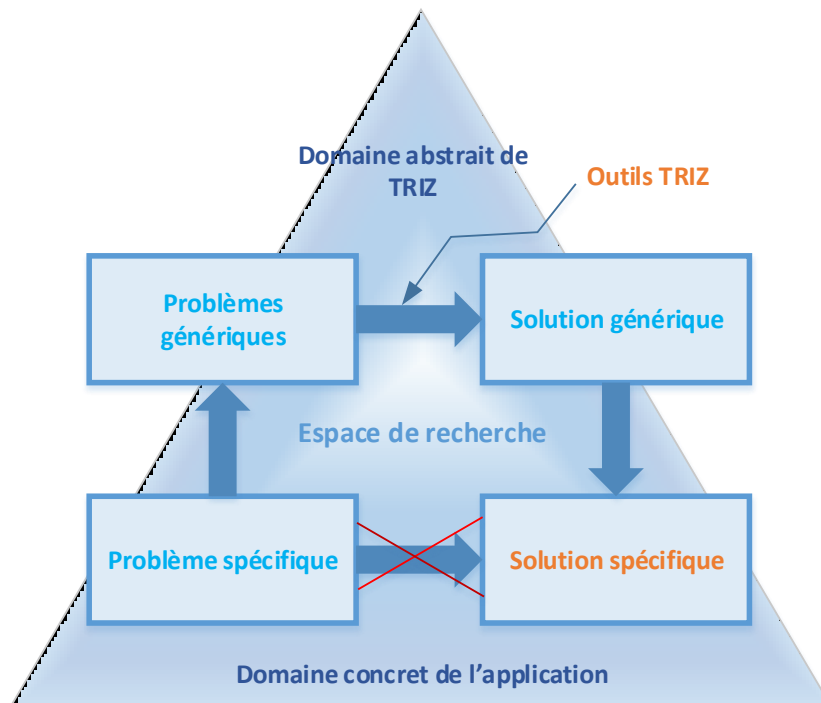 Domaine abstrait de
TRIZ
Outils TRIZ
Problèmes
génériques
Solution générique
Espace de recherche
Problème spécifique
Solution spécifique
Domaine concret de l’application